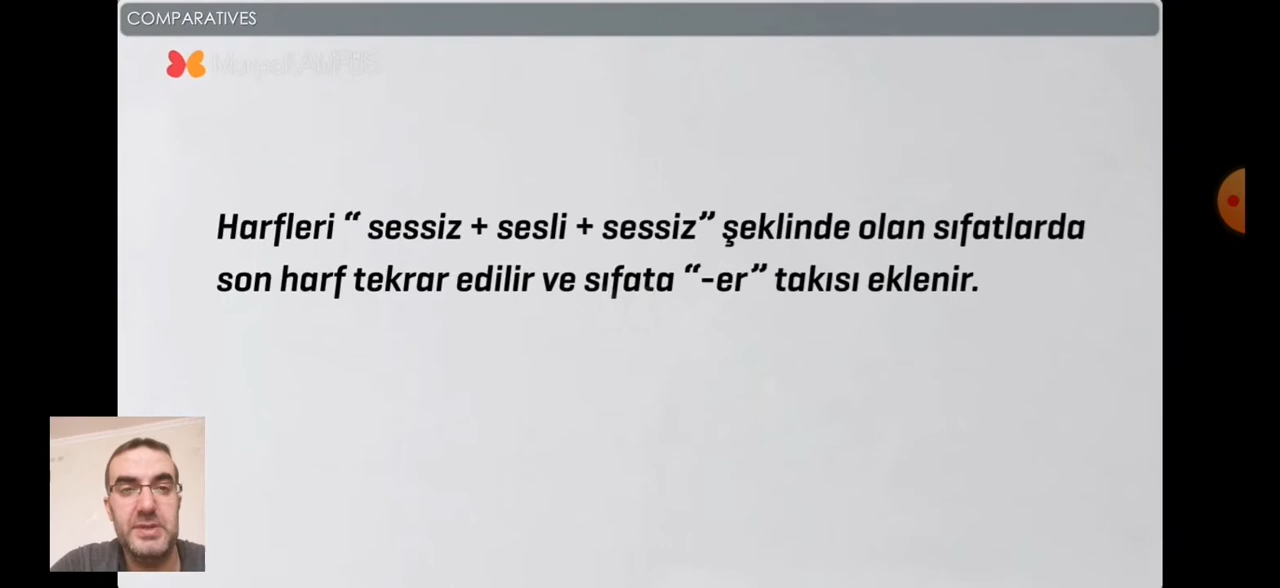 COMPARATIVES
Harfleri “ sessiz + sesli + sessiz” şeklinde olan sıfatlarda
son harf tekrar edilir ve sıfata “-er” takısı eklenir.